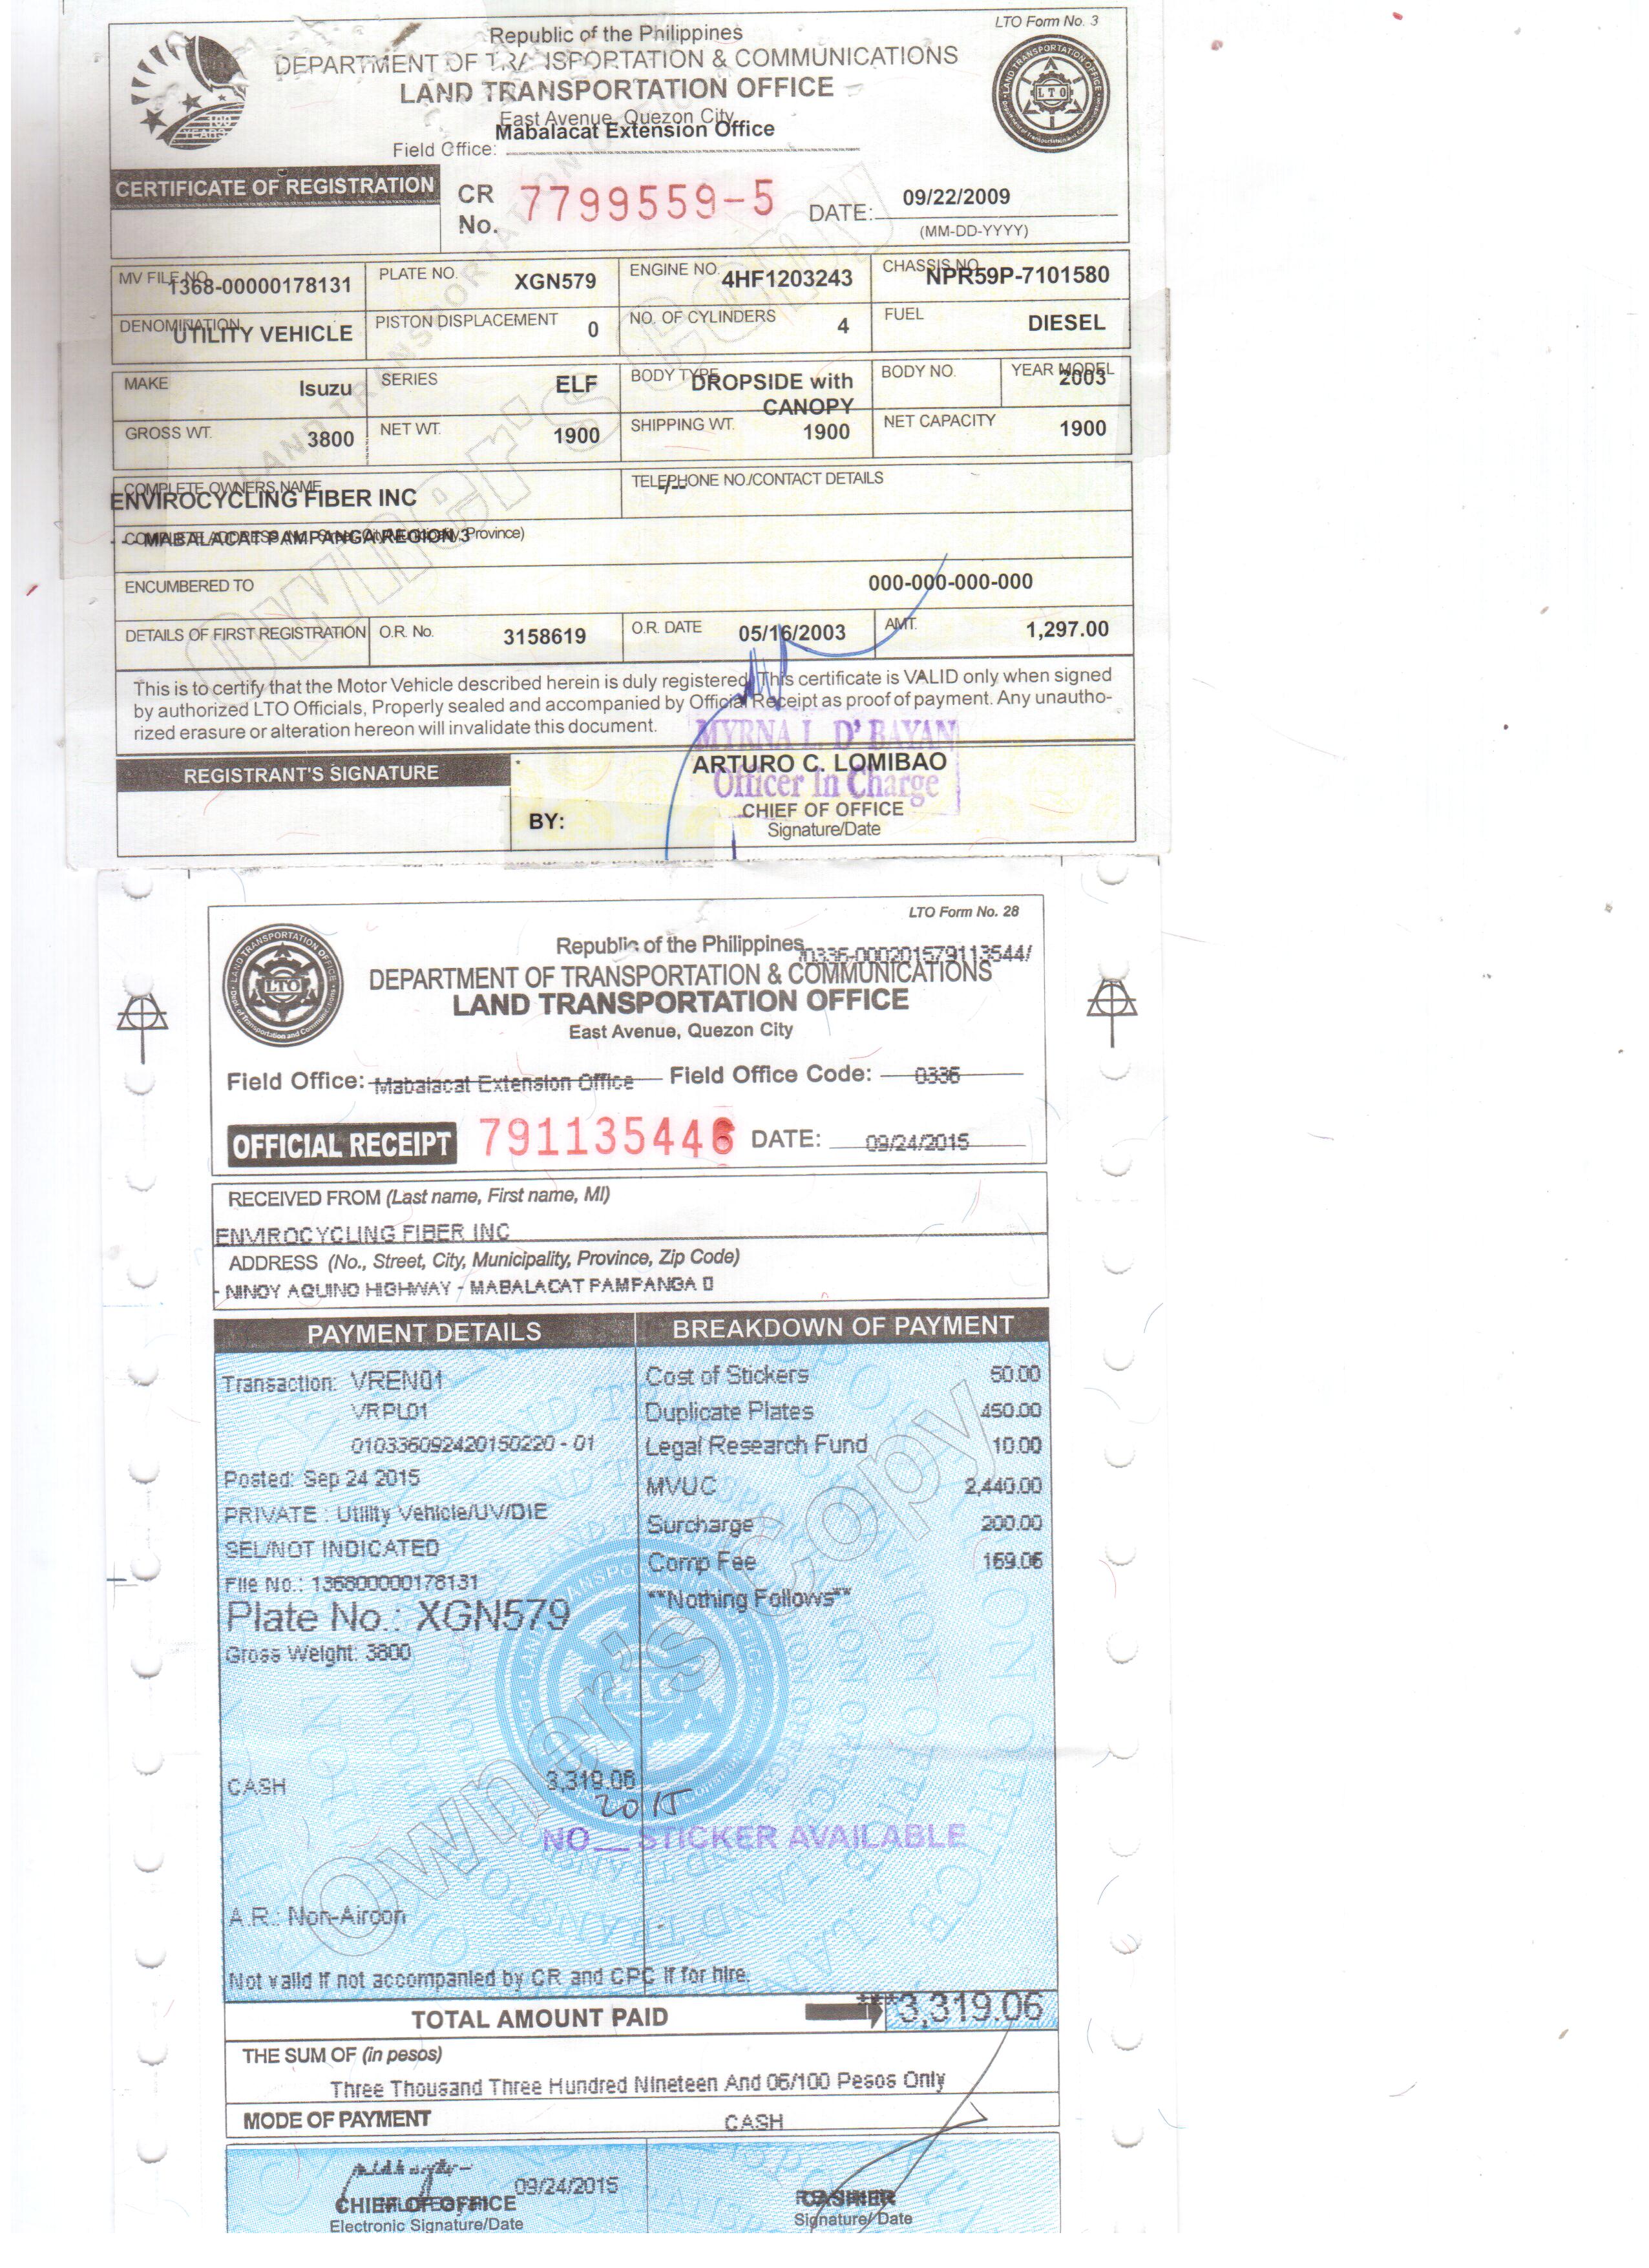 LTO Form No. 3
Republic of the Philippines
DEPARTMENT OF TRANSPORTATION & COMMUNICATIONS
LAND TRANSPORTATION OFFICE
East Avenue, Quezon City
Mabalacat Extension Office
Field Office:
CERTIFICATE OF REGISTRATION
CR No. 7799559-5 DATE: 09/22/2009
(MM-DD-YYYY)
MV FILE NO. 1368-00000178131 PLATE NO. XGN579 ENGINE NO. 4HF1203243 CHASSIS NO. NPR59P-7101580
DENOMINATION UTILITY VEHICLE PISTON DISPLACEMENT 0 NO. OF CYLINDERS 4 FUEL DIESEL
MAKE Isuzu SERIES ELF BODY TYPE DROPSIDE with CANOPY BODY NO. YEAR MODEL 2003
GROSS WT. 3800 NET WT. 1900 SHIPPING WT. 1900 NET CAPACITY 1900
COMPLETE OWNERS NAME TELEPHONE NO./CONTACT DETAILS
ENVIROCYCLING FIBER INC
COMPLETE ADDRESS Province)
MABALACAT PAMPANGA REGION 3
ENCUMBERED TO 000-000-000-000
DETAILS OF FIRST REGISTRATION O.R. No. 3158619 O.R. DATE 05/16/2003 AMT. 1,297.00
This is to certify that the Motor Vehicle described herein is duly registered. This certificate is VALID only when signed
by authorized LTO Officials, Properly sealed and accompanied by Official Receipt as proof of payment. Any unautho-
rized erasure or alteration hereon will invalidate this document.
MYRNA L. D' BAYAN
REGISTRANT'S SIGNATURE ARTURO C. LOMIBAO
Officer In Charge
CHIEF OF OFFICE
BY: Signature/Date
Owner's Copy
LTO Form No. 28
Republic of the Philippines
DEPARTMENT OF TRANSPORTATION & COMMUNICATIONS
LAND TRANSPORTATION OFFICE
East Avenue, Quezon City
Field Office: Mabalacat Extension Office Field Office Code: 0336
OFFICIAL RECEIPT 791135446 DATE: 09/24/2015
RECEIVED FROM (Last name, First name, MI)
ENVIROCYCLING FIBER INC
ADDRESS (No., Street, City, Municipality, Province, Zip Code)
- NINOY AQUINO HIGHWAY - MABALACAT PAMPANGA 0
PAYMENT DETAILS BREAKDOWN OF PAYMENT
Transaction: VREN01 Cost of Stickers 50.00
VRPL01 Duplicate Plates 450.00
010336092420150220 - 01 Legal Research Fund 10.00
Posted: Sep 24 2015 MVUC 2,440.00
PRIVATE : Utility Vehicle/UV/DIE Surcharge 200.00
SEL/NOT INDICATED Comp Fee 169.06
File No.: 136800000178131 **Nothing Follows**
Plate No.: XGN579
Gross Weight: 3800
CASH 3,319.06
2015
NO __ STICKER AVAILABLE
A.R.: Non-Aircon
Owner's Copy
Not valid if not accompanied by CR and CPC if for hire.
TOTAL AMOUNT PAID ***3,319.06
THE SUM OF (in pesos)
Three Thousand Three Hundred Nineteen And 06/100 Pesos Only
MODE OF PAYMENT CASH
09/24/2015
CHIEF OF OFFICE CASHIER
Electronic Signature/Date Signature/Date